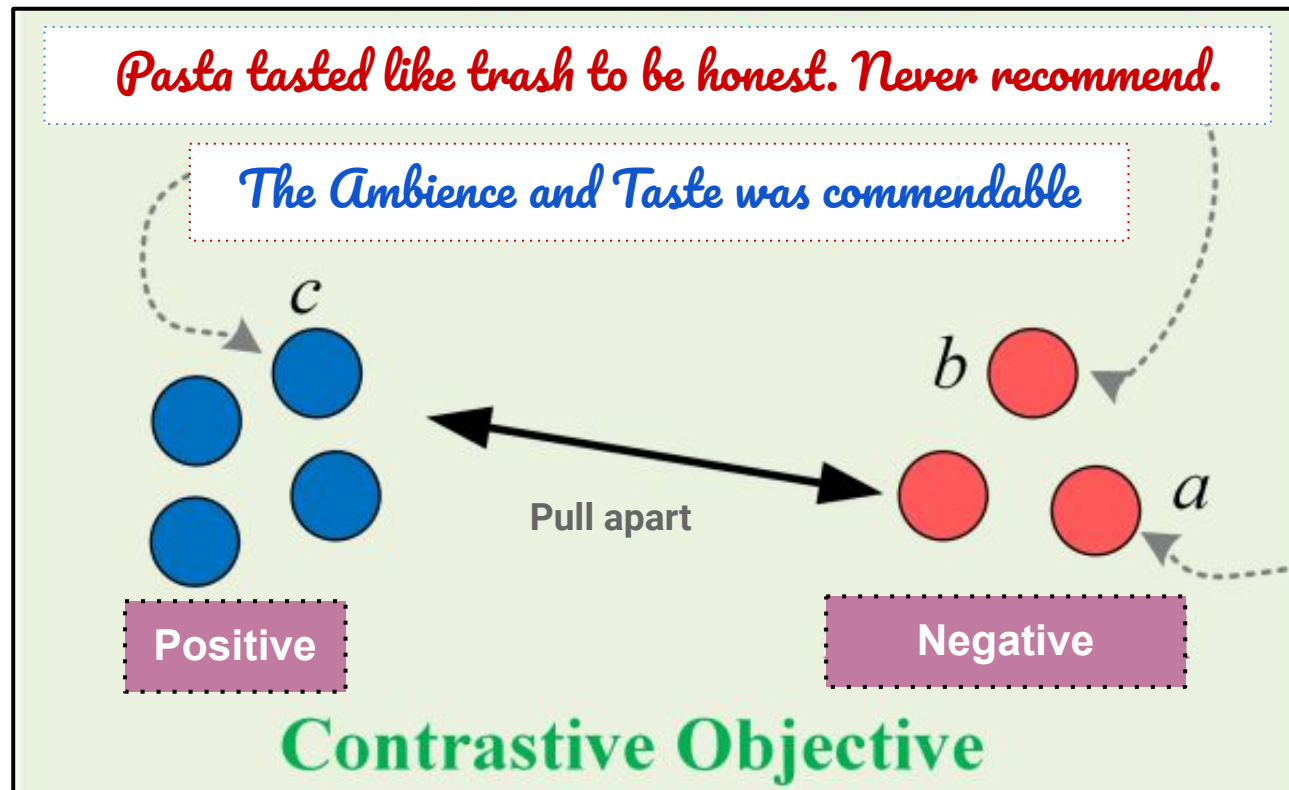 Pasta tasted like trash to be honest. Never recommend.
The Ambience and Taste was commendable
c
b
a
Pull apart
Positive
Negative
Contrastive Objective